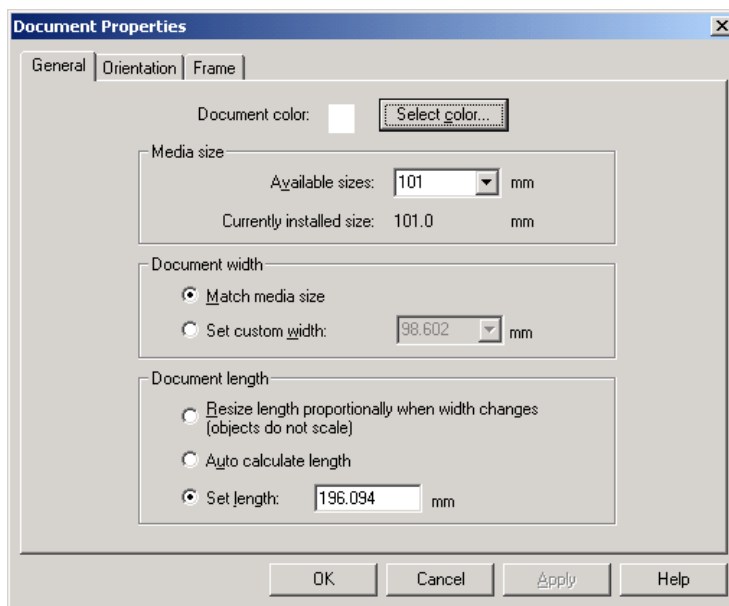 Document Properties
General Orientation Frame
Document color: Select color...
Media size
Available sizes: 101 mm
Currently installed size: 101.0 mm
Document width
Match media size
Set custom width: 98.602 mm
Document length
Resize length proportionally when width changes
(objects do not scale)
Auto calculate length
Set length: 196.094 mm
OK Cancel Apply Help